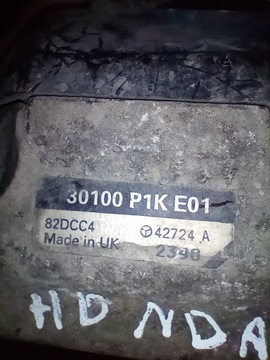 30100 P1K E01
82DCC4 42724 A
Made in UK 2398
HONDA